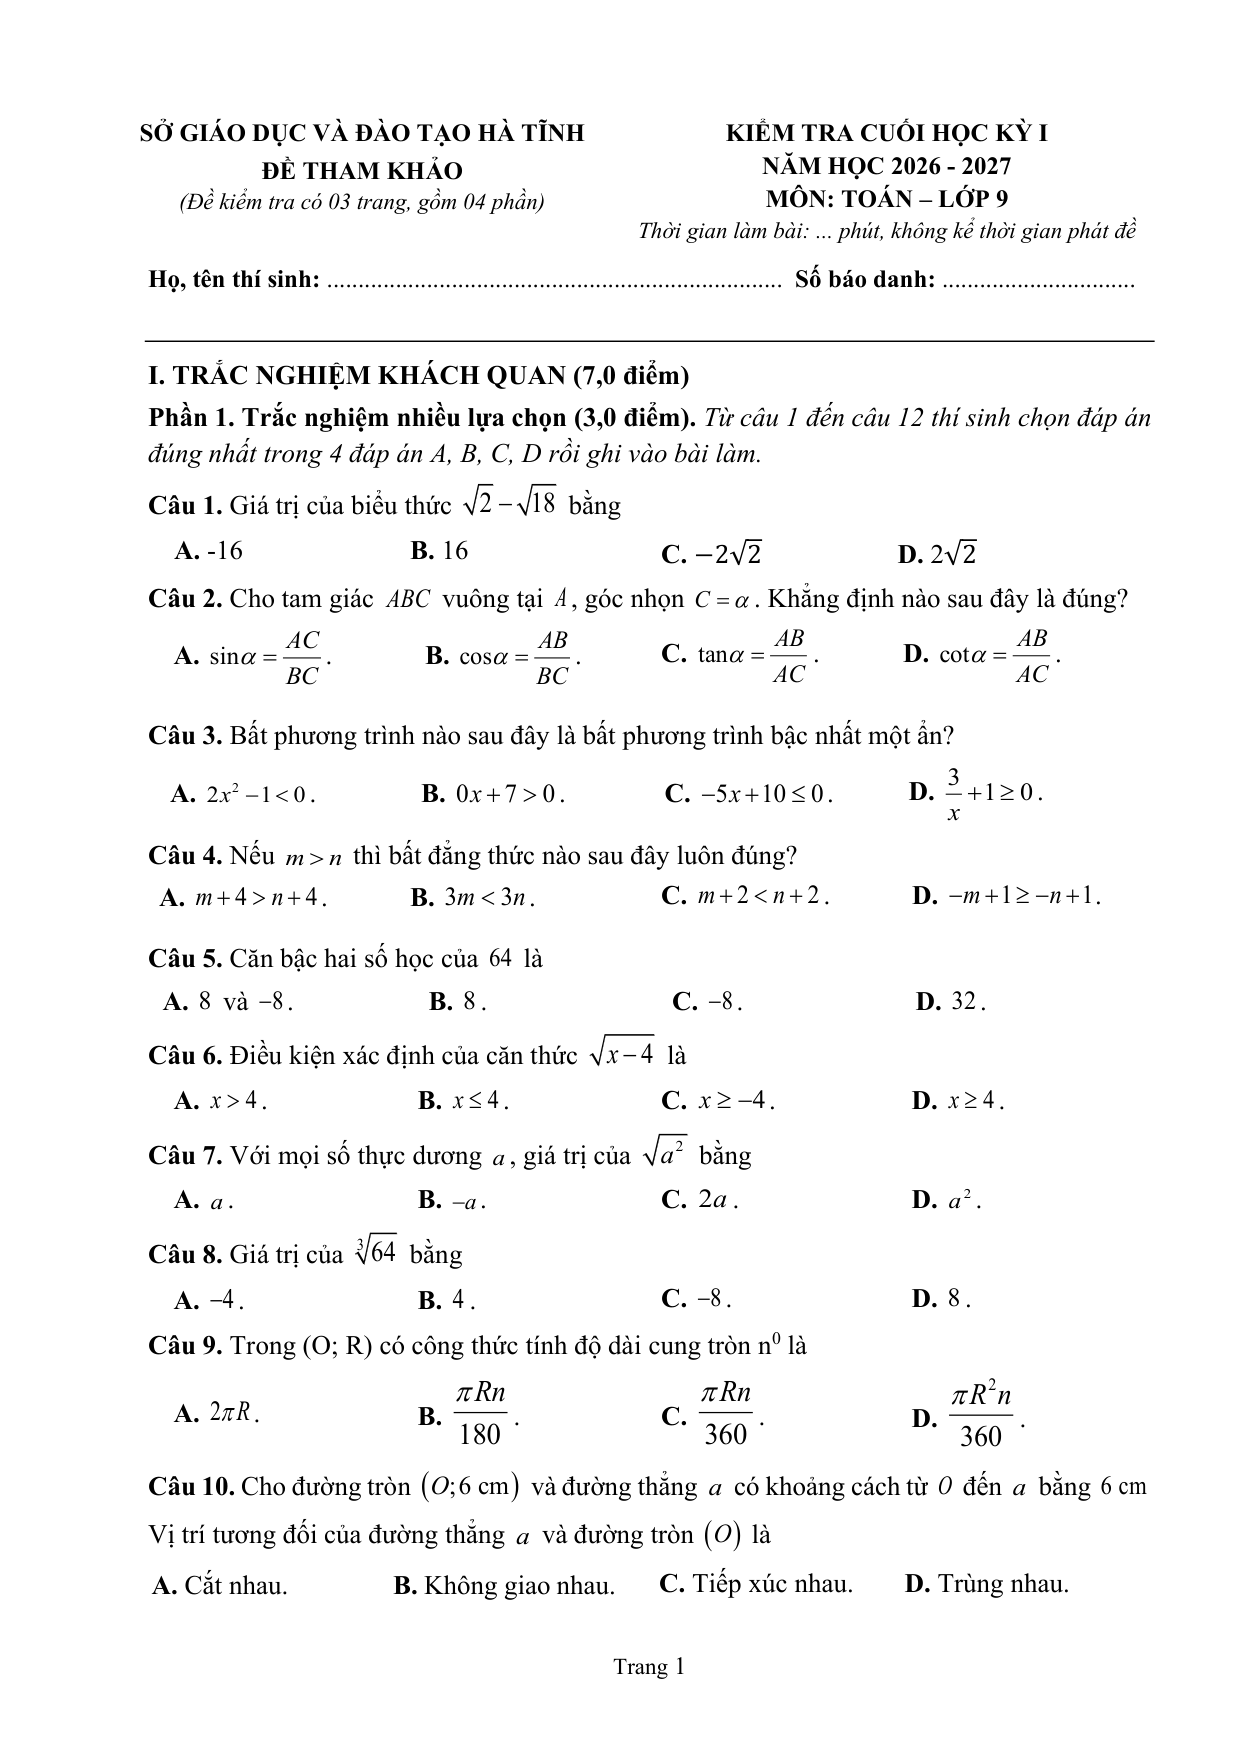 SỞ GIÁO DỤC VÀ ĐÀO TẠO HÀ TĨNH
ĐỀ THAM KHẢO
(Đề kiểm tra có 03 trang, gồm 04 phần)
KIỂM TRA CUỐI HỌC KỲ I
NĂM HỌC 2026 - 2027
MÔN: TOÁN – LỚP 9
Thời gian làm bài: ... phút, không kể thời gian phát đề
Họ, tên thí sinh: ......................................................................... Số báo danh: ...............................
I. TRẮC NGHIỆM KHÁCH QUAN (7,0 điểm)
Phần 1. Trắc nghiệm nhiều lựa chọn (3,0 điểm). Từ câu 1 đến câu 12 thí sinh chọn đáp án
đúng nhất trong 4 đáp án A, B, C, D rồi ghi vào bài làm.
Câu 1. Giá trị của biểu thức √2 − √18 bằng
A. -16 B. 16 C. −2√2 D. 2√2
Câu 2. Cho tam giác ABC vuông tại A, góc nhọn C = α. Khẳng định nào sau đây là đúng?
A. sinα = AC/BC. B. cosα = AB/BC. C. tanα = AB/AC. D. cotα = AB/AC.
Câu 3. Bất phương trình nào sau đây là bất phương trình bậc nhất một ẩn?
A. 2x² − 1 < 0. B. 0x + 7 > 0. C. −5x + 10 ≤ 0. D. 3/x + 1 ≥ 0.
Câu 4. Nếu m > n thì bất đẳng thức nào sau đây luôn đúng?
A. m + 4 > n + 4. B. 3m < 3n. C. m + 2 < n + 2. D. −m + 1 ≥ −n + 1.
Câu 5. Căn bậc hai số học của 64 là
A. 8 và −8. B. 8. C. −8. D. 32.
Câu 6. Điều kiện xác định của căn thức √(x − 4) là
A. x > 4. B. x ≤ 4. C. x ≥ −4. D. x ≥ 4.
Câu 7. Với mọi số thực dương a, giá trị của √(a²) bằng
A. a. B. −a. C. 2a. D. a².
Câu 8. Giá trị của ∛64 bằng
A. −4. B. 4. C. −8. D. 8.
Câu 9. Trong (O; R) có công thức tính độ dài cung tròn n⁰ là
A. 2πR. B. πRn/180. C. πRn/360. D. πR²n/360.
Câu 10. Cho đường tròn (O;6 cm) và đường thẳng a có khoảng cách từ O đến a bằng 6 cm
Vị trí tương đối của đường thẳng a và đường tròn (O) là
A. Cắt nhau. B. Không giao nhau. C. Tiếp xúc nhau. D. Trùng nhau.
Trang 1